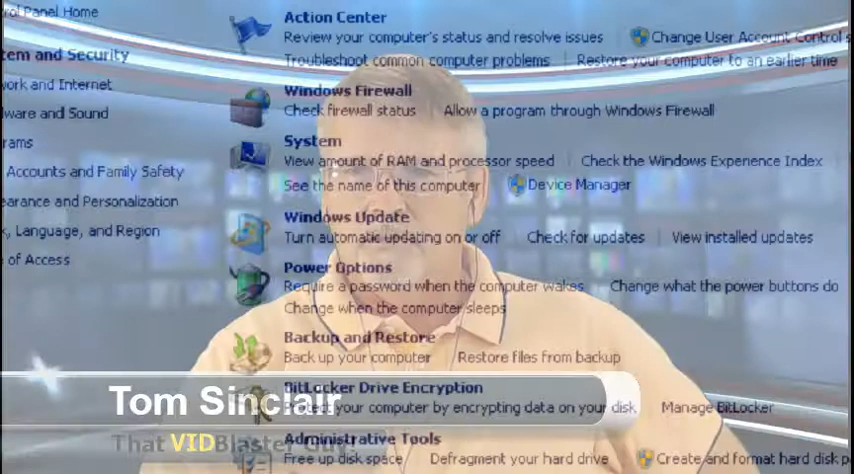 rol Panel Home
tem and Security
work and Internet
ware and Sound
rams
Accounts and Family Safety
earance and Personalization
k, Language, and Region
of Access
Action Center
Review your computer's status and resolve issues Change User Account Control s
Troubleshoot common computer problems Restore your computer to an earlier time
Windows Firewall
Check firewall status Allow a program through Windows Firewall
System
View amount of RAM and processor speed Check the Windows Experience Index
See the name of this computer Device Manager
Windows Update
Turn automatic updating on or off Check for updates View installed updates
Power Options
Require a password when the computer wakes Change what the power buttons do
Change when the computer sleeps
Backup and Restore
Back up your computer Restore files from backup
BitLocker Drive Encryption
Protect your computer by encrypting data on your disk Manage BitLocker
Administrative Tools
Free up disk space Defragment your hard drive Create and format hard disk p
Tom Sinclair
That VIDBlaster Guy